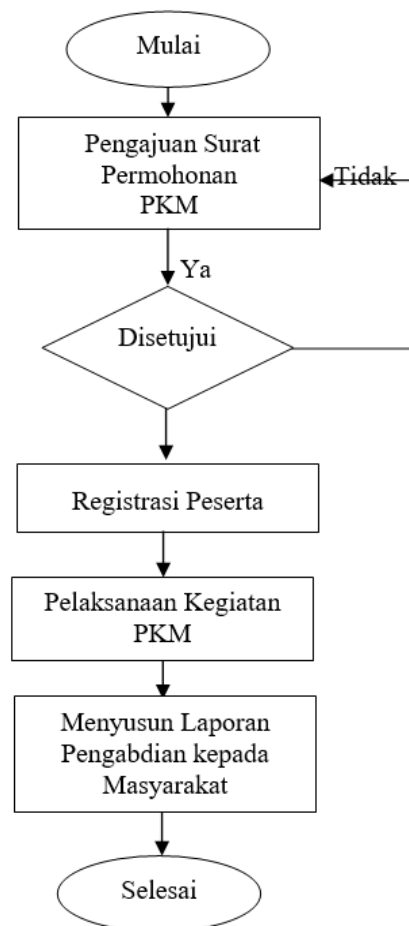 Mulai
Pengajuan Surat
Permohonan
PKM
Tidak
Ya
Disetujui
Registrasi Peserta
Pelaksanaan Kegiatan
PKM
Menyusun Laporan
Pengabdian kepada
Masyarakat
Selesai